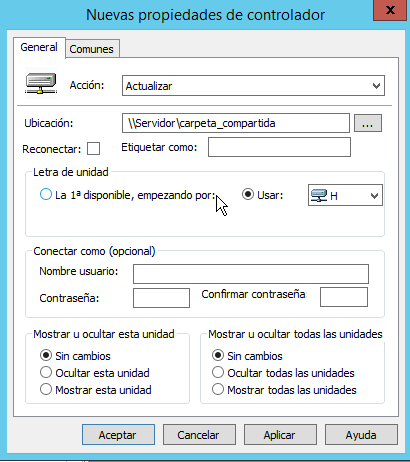 Nuevas propiedades de controlador
x
General Comunes
Acción: Actualizar
Ubicación: \\Servidor\carpeta_compartida ...
Reconectar: Etiquetar como:
Letra de unidad
La 1ª disponible, empezando por: Usar: H
Conectar como (opcional)
Nombre usuario:
Contraseña: Confirmar contraseña
Mostrar u ocultar esta unidad Mostrar u ocultar todas las unidades
Sin cambios Sin cambios
Ocultar esta unidad Ocultar todas las unidades
Mostrar esta unidad Mostrar todas las unidades
Aceptar Cancelar Aplicar Ayuda